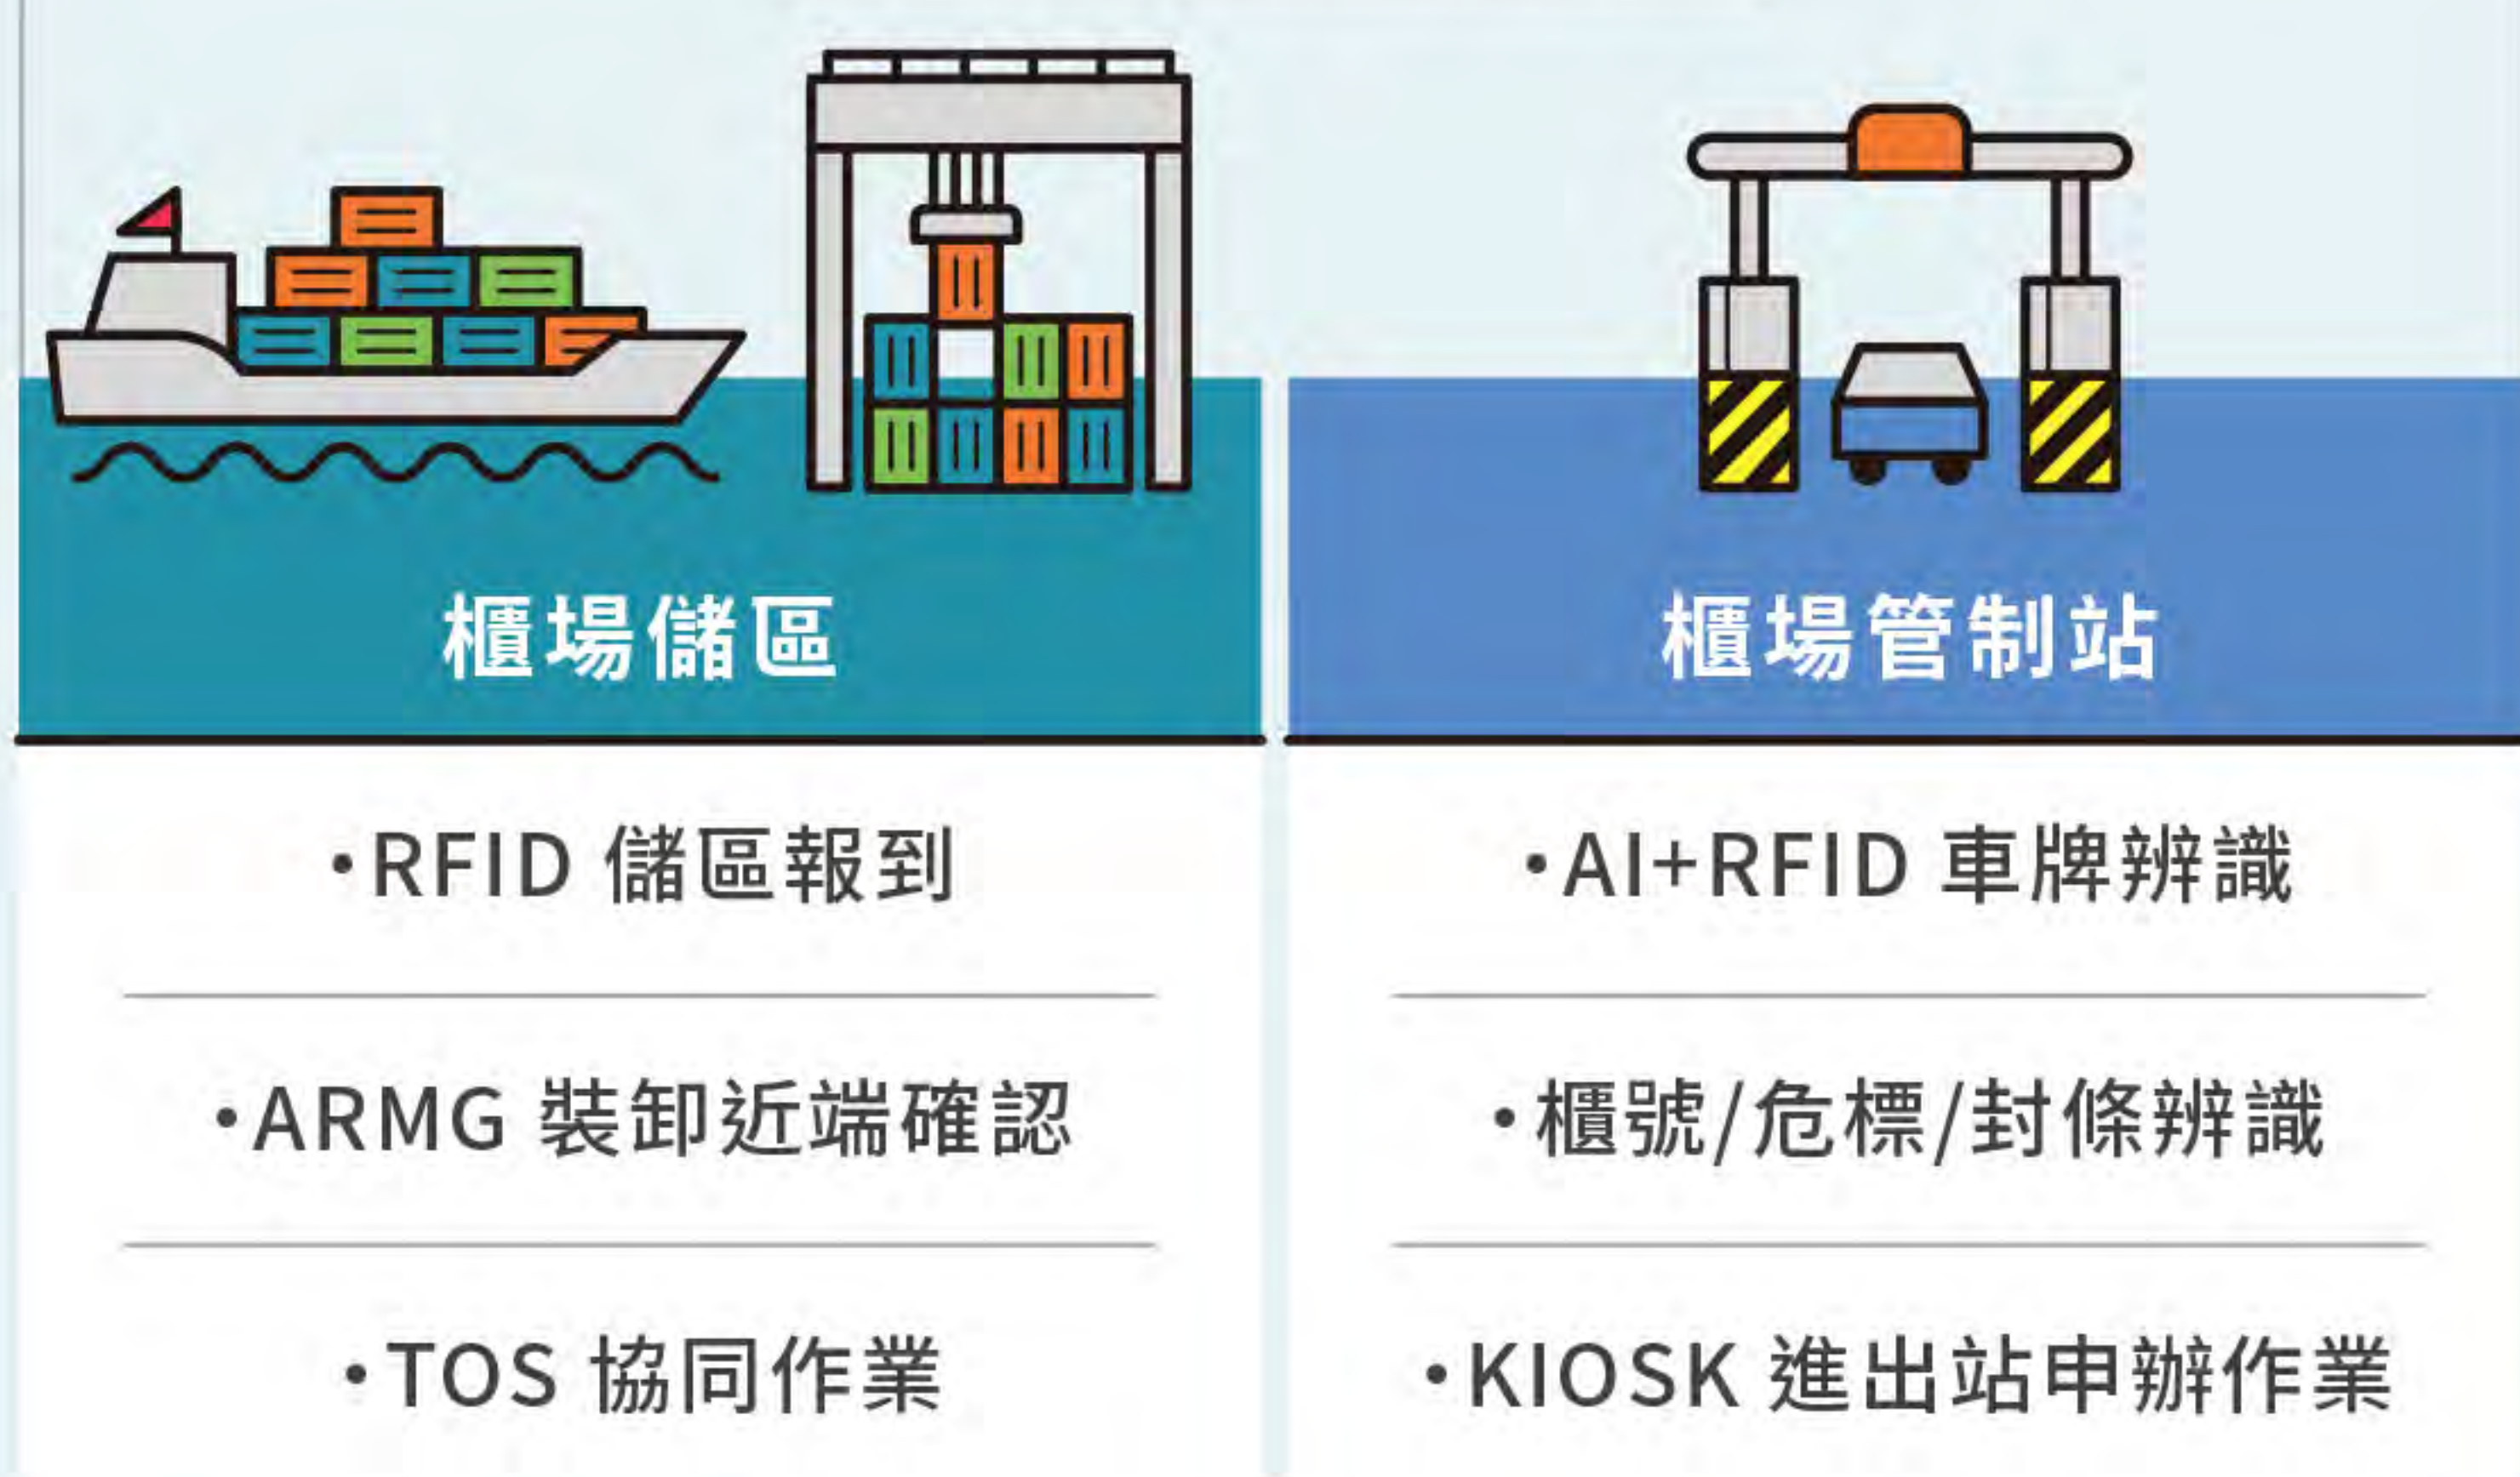 櫃場儲區
・RFID 儲區報到
・ARMG 裝卸近端確認
・TOS 協同作業
櫃場管制站
・AI+RFID 車牌辨識
・櫃號/危標/封條辨識
・KIOSK 進出站申辦作業